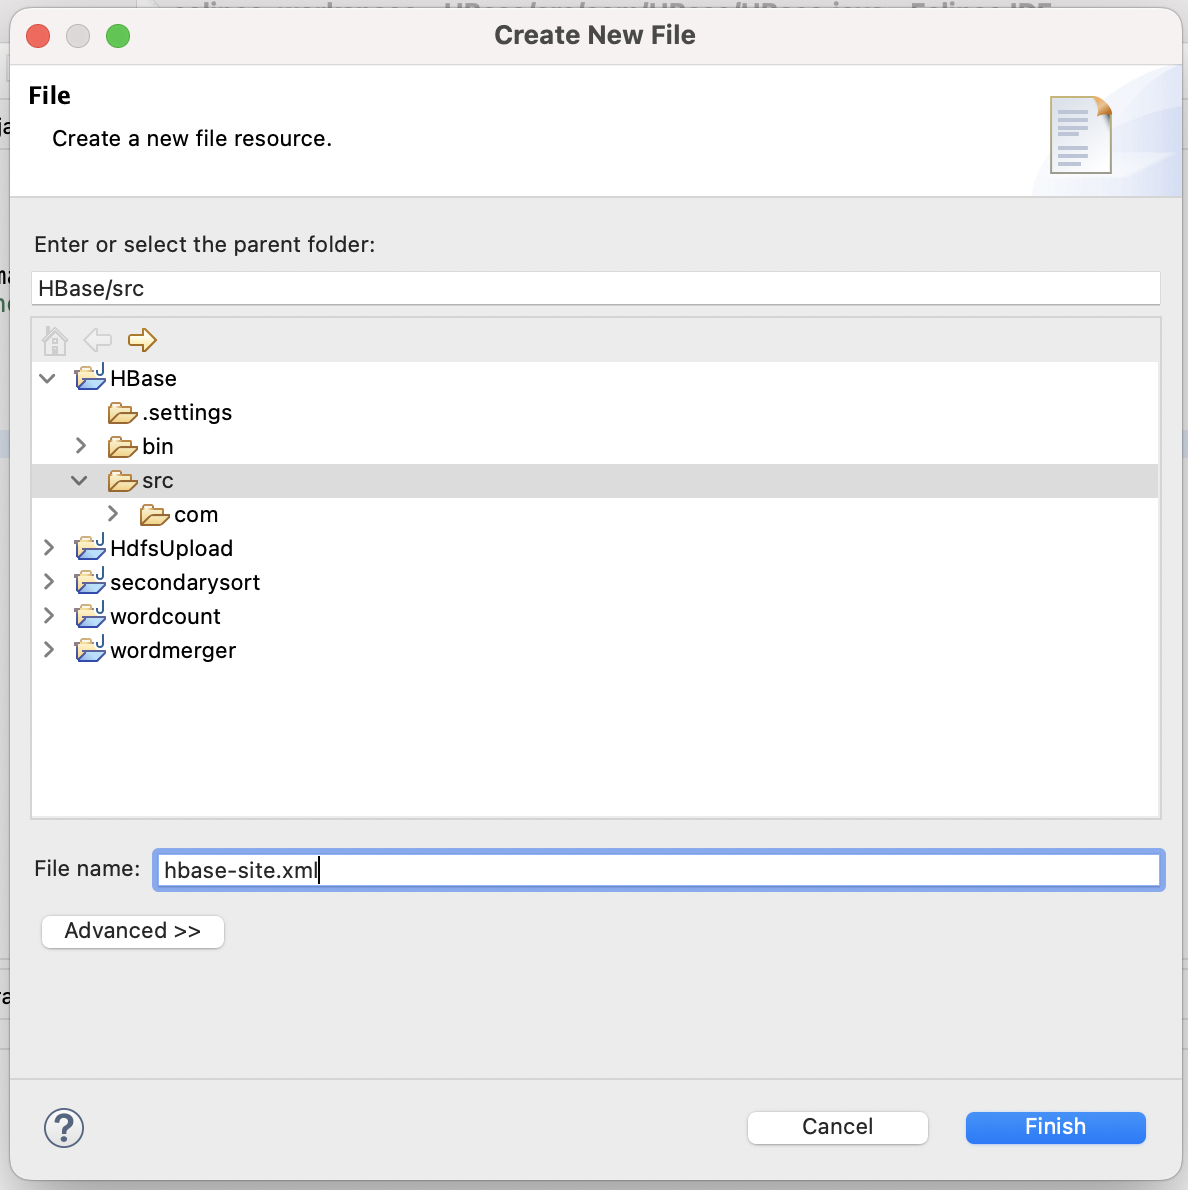 Create New File
File
Create a new file resource.
Enter or select the parent folder:
HBase/src
HBase
.settings
bin
src
com
HdfsUpload
secondarysort
wordcount
wordmerger
File name: hbase-site.xml
Advanced >>
?
Cancel Finish